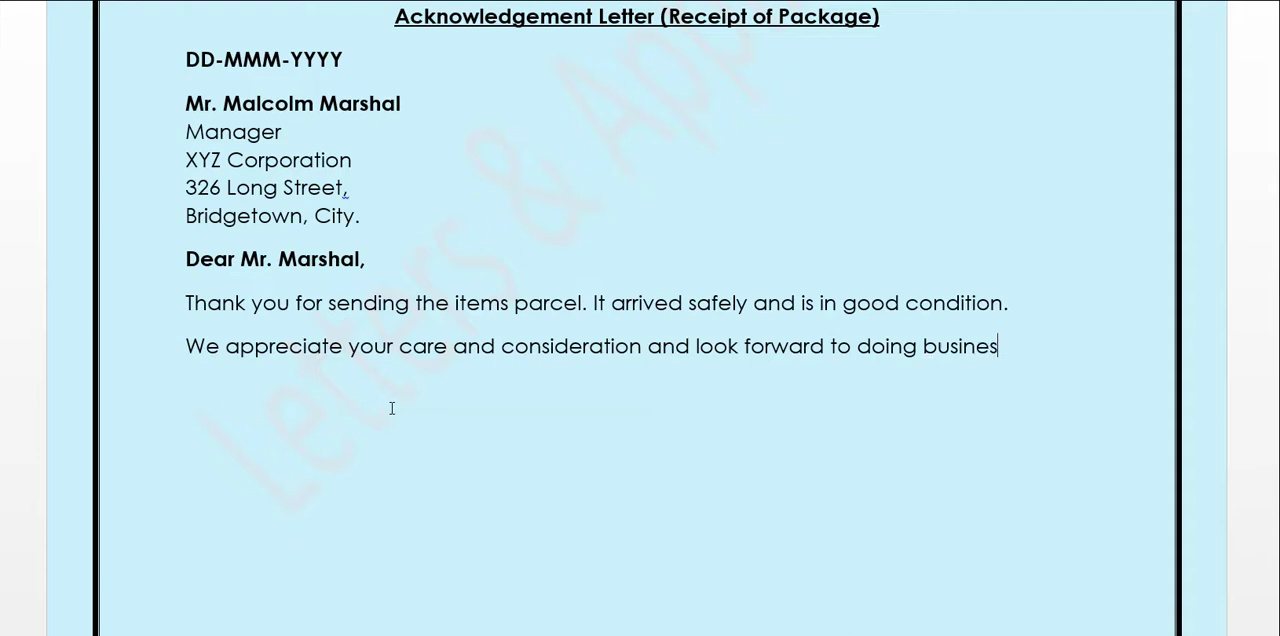 Acknowledgement Letter (Receipt of Package)
DD-MMM-YYYY
Mr. Malcolm Marshal
Manager
XYZ Corporation
326 Long Street,
Bridgetown, City.
Dear Mr. Marshal,
Thank you for sending the items parcel. It arrived safely and is in good condition.
We appreciate your care and consideration and look forward to doing busines
Letters & App